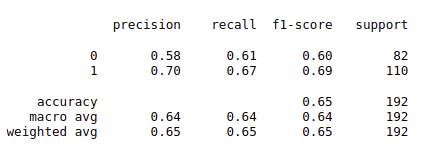 precision recall f1-score support
0 0.58 0.61 0.60 82
1 0.70 0.67 0.69 110
accuracy 0.65 192
macro avg 0.64 0.64 0.64 192
weighted avg 0.65 0.65 0.65 192